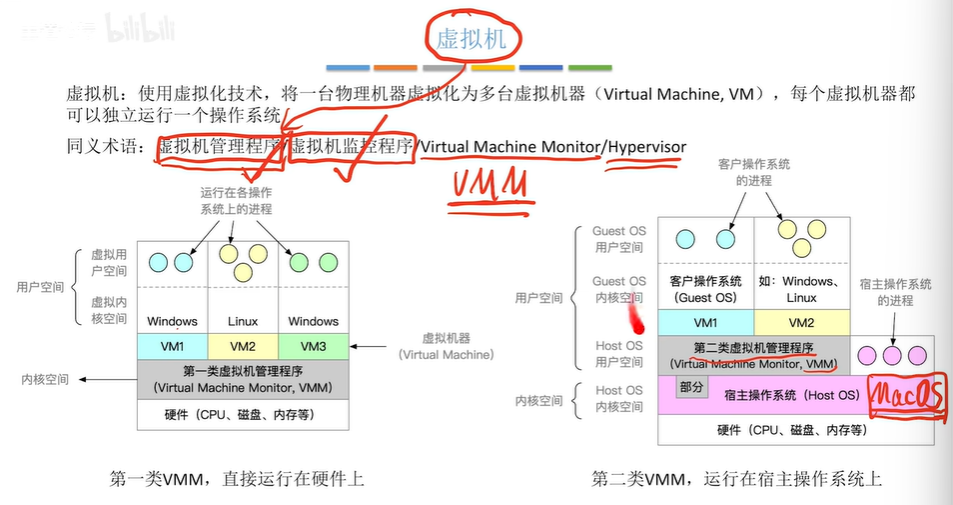 bilibili
虚拟机
虚拟机：使用虚拟化技术，将一台物理机器虚拟化为多台虚拟机器（Virtual Machine, VM），每个虚拟机器都
可以独立运行一个操作系统
同义术语：虚拟机管理程序/虚拟机监控程序/Virtual Machine Monitor/Hypervisor
VMM
运行在各操作
系统上的进程
用户空间
虚拟用
户空间
虚拟内
核空间
Windows
Linux
Windows
VM1
VM2
VM3
虚拟机器
(Virtual Machine)
内核空间
第一类虚拟机管理程序
(Virtual Machine Monitor, VMM)
硬件（CPU、磁盘、内存等）
第一类VMM，直接运行在硬件上
客户操作系统
的进程
Guest OS
用户空间
用户空间
Guest OS
内核空间
客户操作系统
(Guest OS)
如：Windows、
Linux
宿主操作系统
的进程
VM1
VM2
Host OS
用户空间
第二类虚拟机管理程序
(Virtual Machine Monitor, VMM)
内核空间
Host OS
内核空间
部分
宿主操作系统（Host OS）
MacOS
硬件（CPU、磁盘、内存等）
第二类VMM，运行在宿主操作系统上